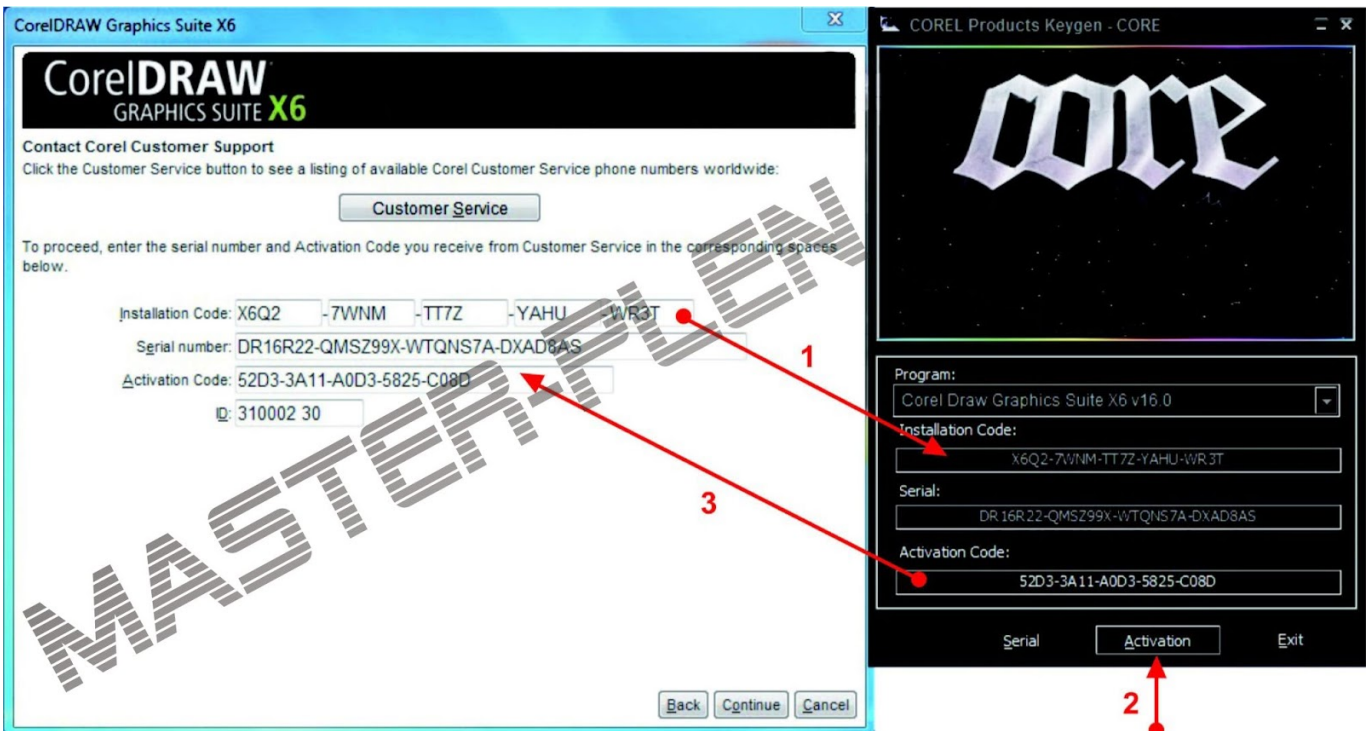 CorelDRAW Graphics Suite X6
CorelDRAW
GRAPHICS SUITE X6
Contact Corel Customer Support
Click the Customer Service button to see a listing of available Corel Customer Service phone numbers worldwide:
Customer Service
To proceed, enter the serial number and Activation Code you receive from Customer Service in the corresponding spaces
below.
Installation Code: X6Q2 -7WNM -TT7Z -YAHU -WR3T
Serial number: DR16R22-QMSZ99X-WTQNS7A-DXAD8AS
Activation Code: 52D3-3A11-A0D3-5825-C08D
ID: 310002 30
Back Continue Cancel
MASTER-PLEN
1
3
COREL Products Keygen - CORE
core
Program:
Corel Draw Graphics Suite X6 v16.0
Installation Code:
X6Q2-7WNM-TT7Z-YAHU-WR3T
Serial:
DR16R22-QMSZ99X-WTQNS7A-DXAD8AS
Activation Code:
52D3-3A11-A0D3-5825-C08D
Serial Activation Exit
2